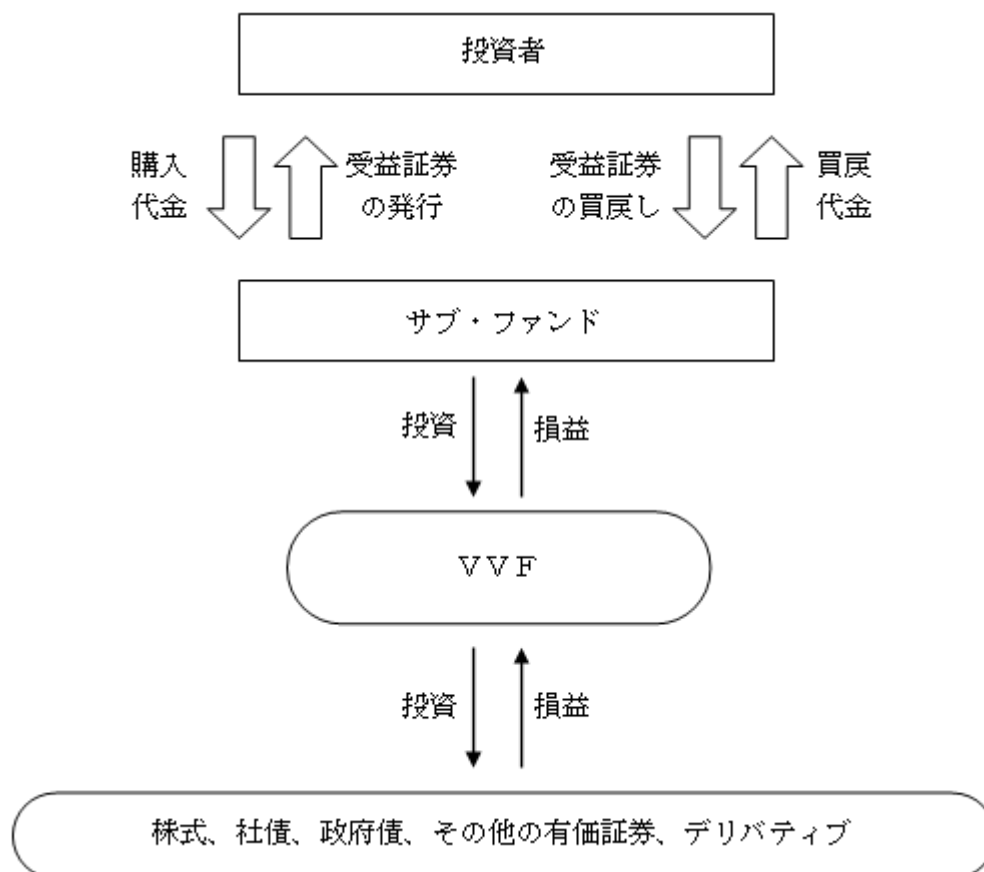 投資者
購入
代金
受益証券
の発行
受益証券
の買戻し
買戻
代金
サブ・ファンド
投資
損益
ＶＶＦ
投資
損益
株式、社債、政府債、その他の有価証券、デリバティブ